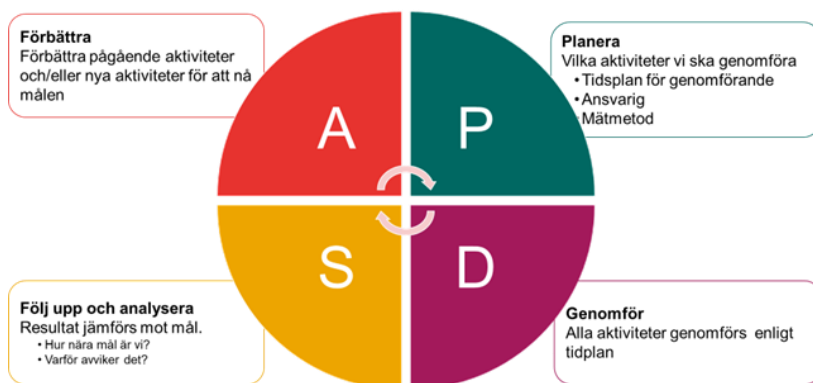 Förbättra
Förbättra pågående aktiviteter
och/eller nya aktiviteter för att nå
målen
A
P
Planera
Vilka aktiviteter vi ska genomföra
•Tidsplan för genomförande
•Ansvarig
•Mätmetod
Följ upp och analysera
Resultat jämförs mot mål.
• Hur nära mål är vi?
• Varför avviker det?
S
D
Genomför
Alla aktiviteter genomförs enligt
tidplan